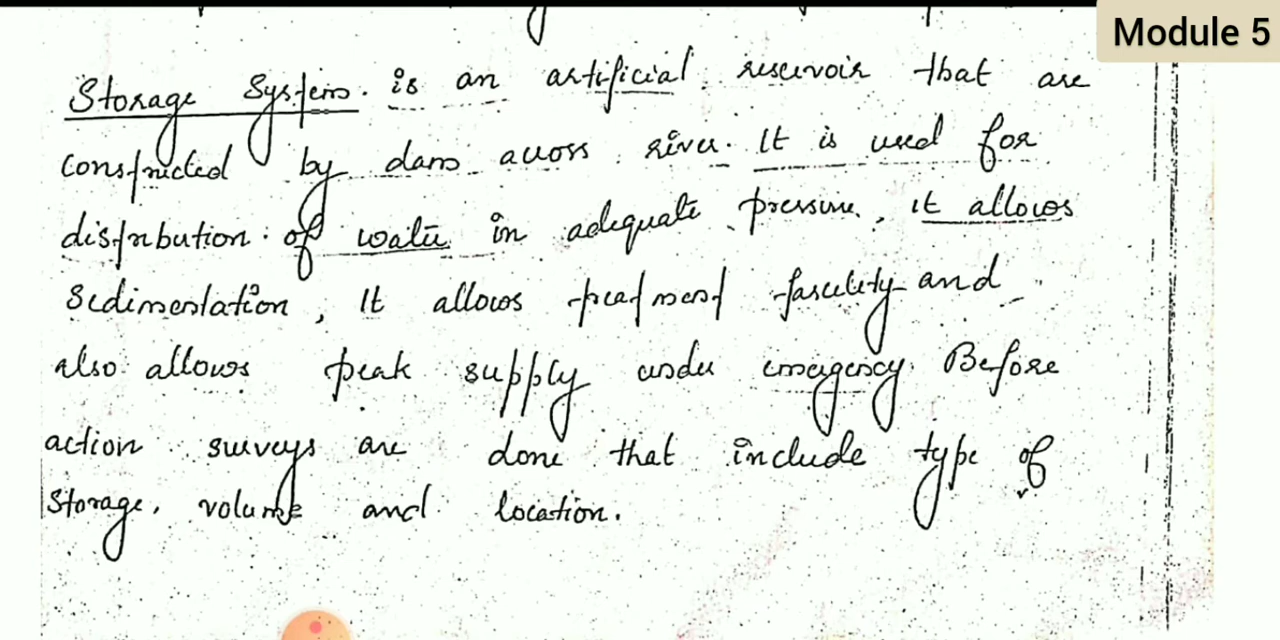 Module 5
Storage System. is an artificial reservoir that are
constructed by dam across river. It is used for
distribution of water in adequate pressure, it allows
Sedimentation, It allows treatment faculity and
also allows peak supply under emergency. Before
action surveys are done that include type of
Storage, volume and location.